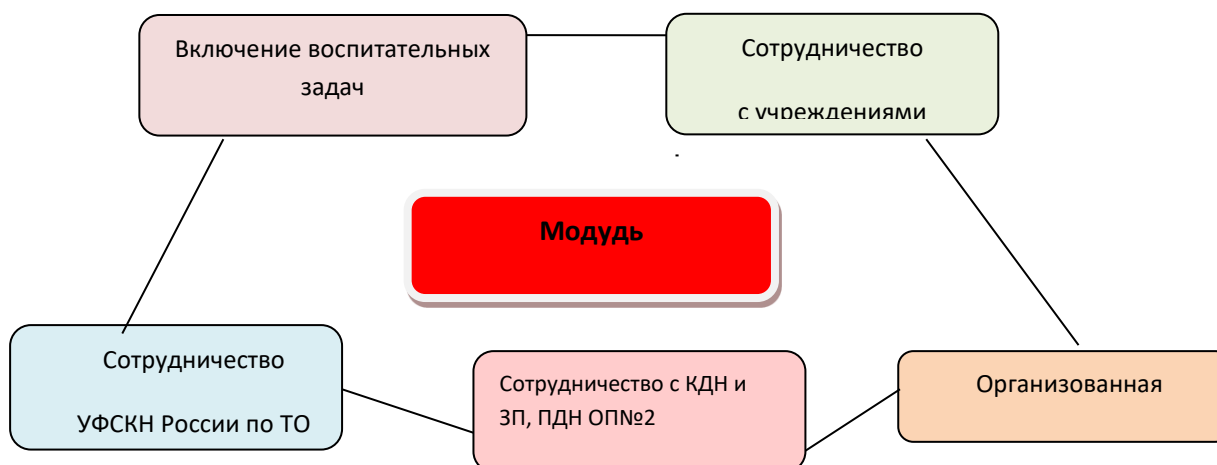 Включение воспитательных
задач
Сотрудничество
с учреждениями
Модудь
Сотрудничество
УФСКН России по ТО
Сотрудничество с КДН и
ЗП, ПДН ОП№2
Организованная